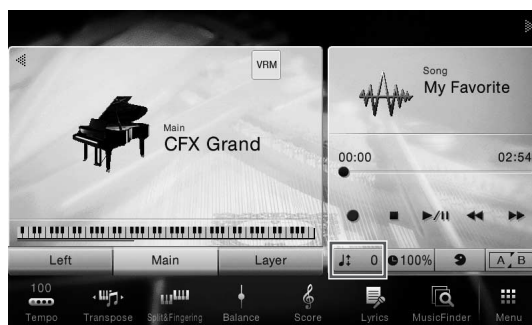 VRM
Main
CFX Grand
Song
My Favorite
00:00
02:54
Left
Main
Layer
0
100%
A B
100
Tempo
Transpose
Split&Fingering
Balance
Score
Lyrics
MusicFinder
Menu